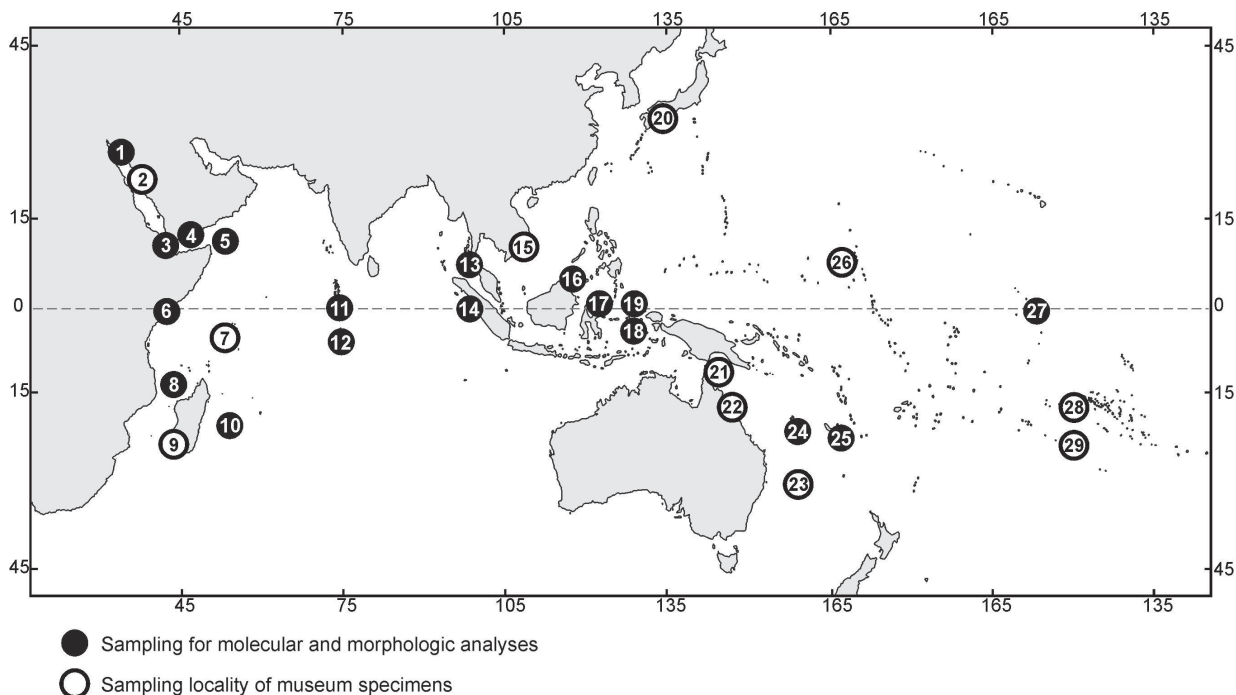 45 75 105 135 165 165 135
45 45
20
1
2
15 15
3 4 5 13 15 16 26
0 6 11 14 17 19 27 0
7 12 18
15 8 21 15
10 22 28
9 24 25 29
23
45 45
45 75 105 135 165 165 135
Sampling for molecular and morphologic analyses
Sampling locality of museum specimens